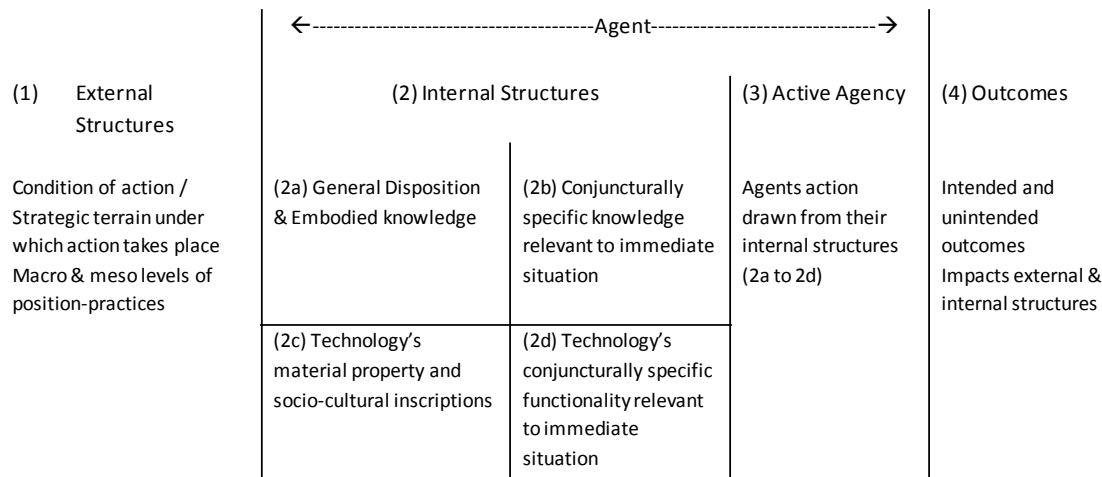 ←------------------------------------Agent-----------------------------→
(1) External
Structures
(2) Internal Structures
(3) Active Agency
(4) Outcomes
Condition of action /
Strategic terrain under
which action takes place
Macro & meso levels of
position-practices
(2a) General Disposition
& Embodied knowledge
(2b) Conjuncturally
specific knowledge
relevant to immediate
situation
Agents action
drawn from their
internal structures
(2a to 2d)
Intended and
unintended
outcomes
Impacts external &
internal structures
(2c) Technology’s
material property and
socio-cultural inscriptions
(2d) Technology’s
conjuncturally specific
functionality relevant
to immediate
situation